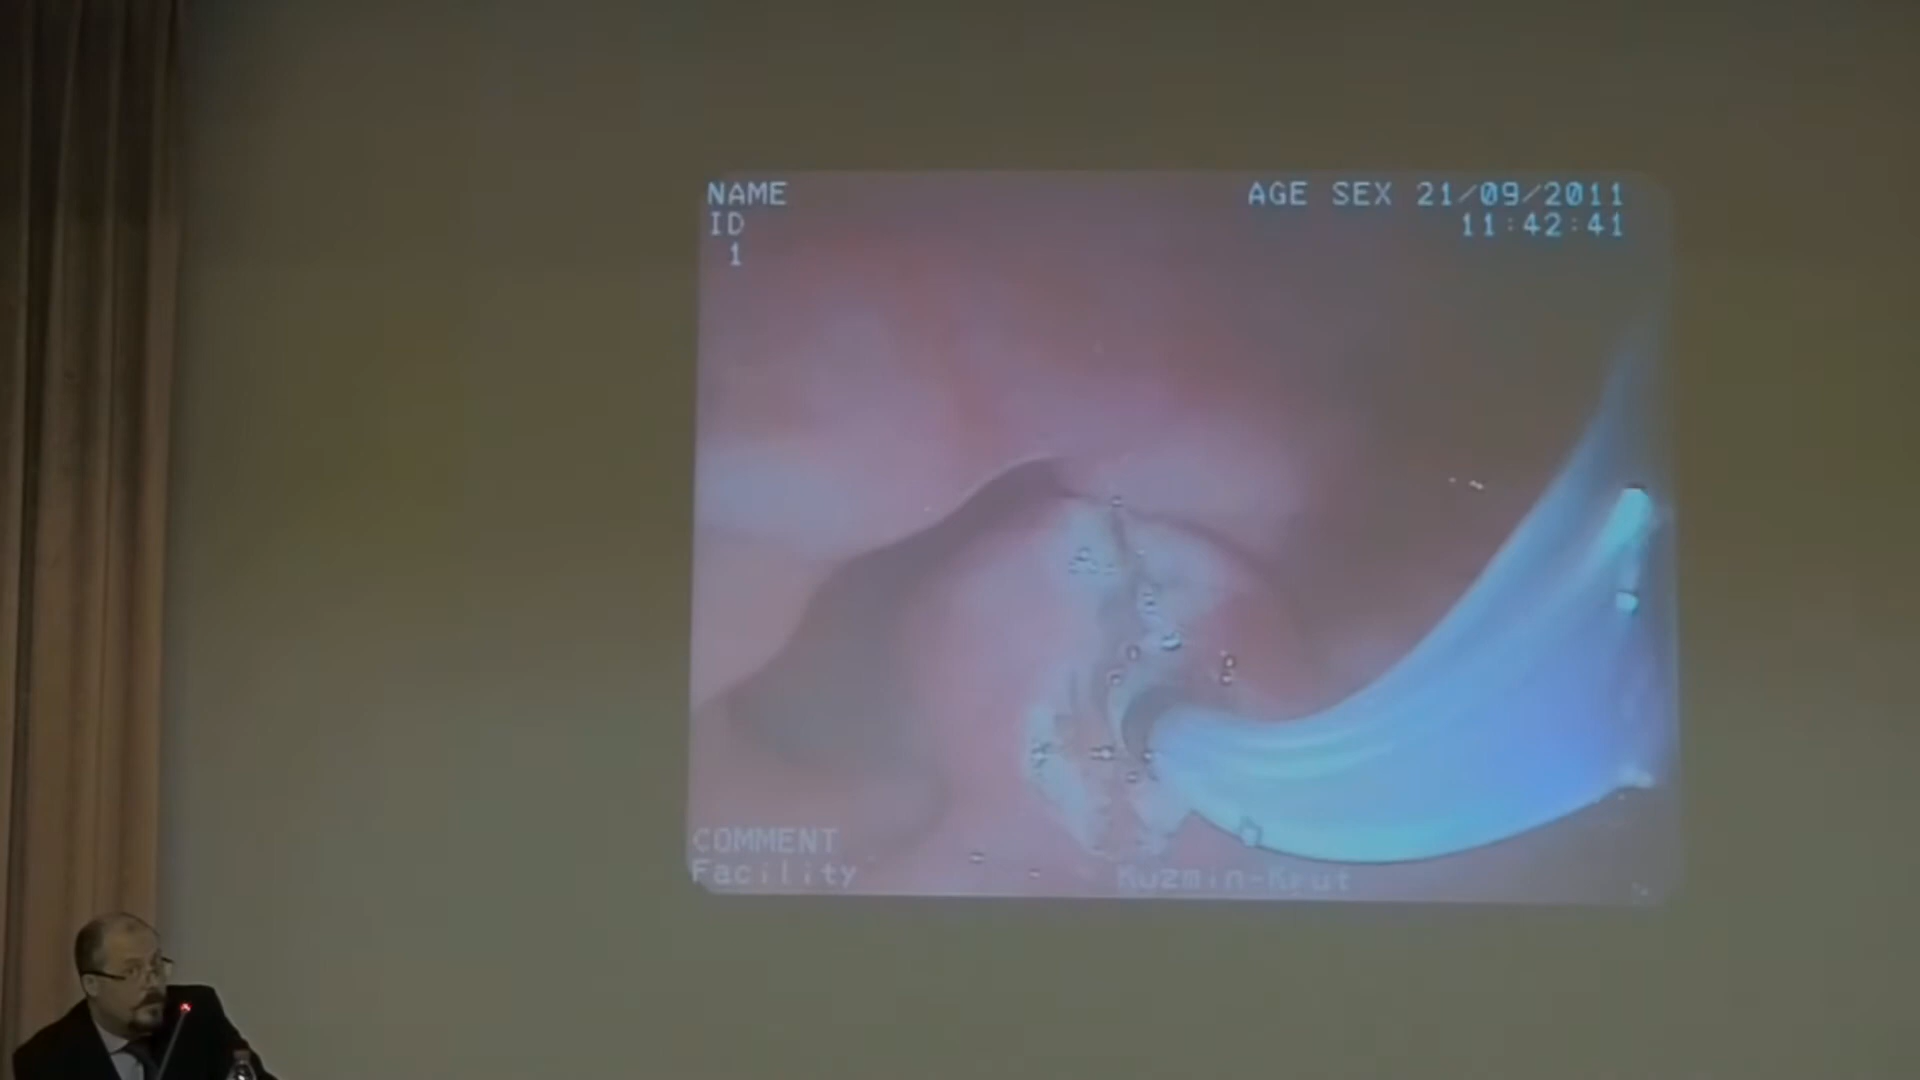 NAME
AGE SEX 21/09/2011
ID
11:42:41
1
COMMENT
Facility
Kuzmin-Krut